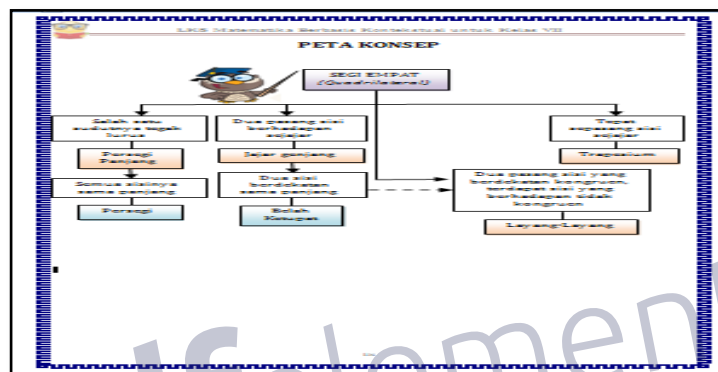 LKS Matematika Berbasis Kontekstual untuk Kelas VII
PETA KONSEP
SEGI EMPAT
(Quadrilateral)
Salah satu
sudutnya tegak
lurus
Dua pasang sisi
berhadapan
sejajar
Tepat
sepasang sisi
sejajar
Persegi
Panjang
Jajar genjang
Trapesium
Semua sisinya
sama panjang
Dua sisi
berdekatan
sama panjang
Dua pasang sisi yang
berdekatan kongruen,
terdapat sisi yang
berhadapan tidak
kongruen
Persegi
Belah
Ketupat
Layang-Layang